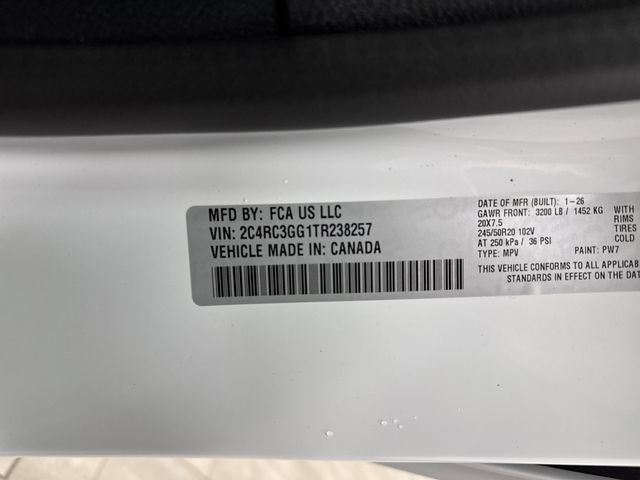 MFD BY: FCA US LLC
VIN: 2C4RC3GG1TR238257
VEHICLE MADE IN: CANADA
DATE OF MFR (BUILT): 1-26
GAWR FRONT: 3200 LB / 1452 KG WITH
20X7.5 RIMS
245/50R20 102V TIRES
AT 250 kPa / 36 PSI COLD
TYPE: MPV PAINT: PW7
THIS VEHICLE CONFORMS TO ALL APPLICAB
STANDARDS IN EFFECT ON THE DAT